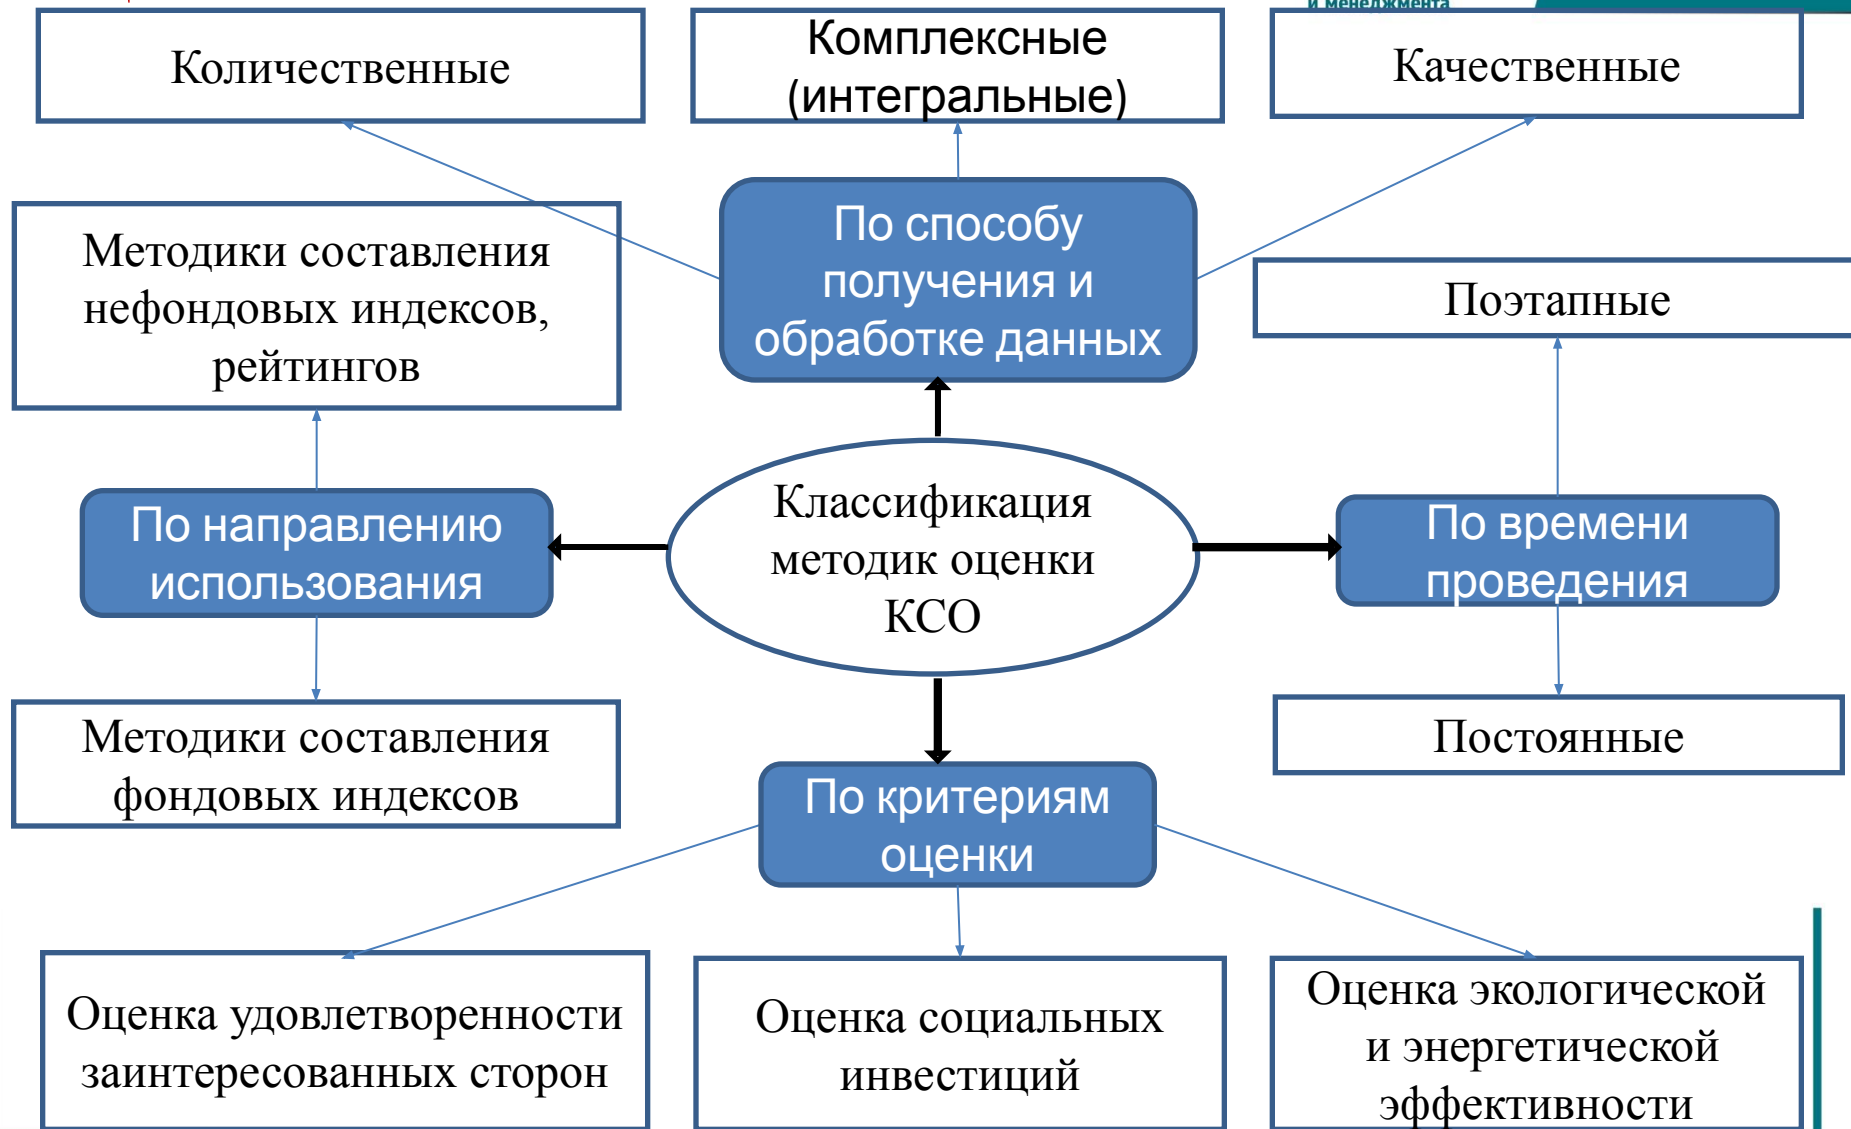 и менеджмента
Количественные
Комплексные
(интегральные)
Качественные
Методики составления
нефондовых индексов,
рейтингов
По способу
получения и
обработке данных
Поэтапные
По направлению
использования
Классификация
методик оценки
КСО
По времени
проведения
Методики составления
фондовых индексов
Постоянные
По критериям
оценки
Оценка удовлетворенности
заинтересованных сторон
Оценка социальных
инвестиций
Оценка экологической
и энергетической
эффективности